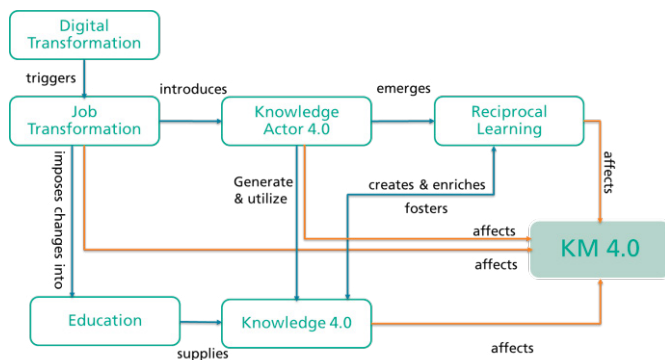 Digital
Transformation
triggers
Job
Transformation
introduces
Knowledge
Actor 4.0
emerges
Reciprocal
Learning
imposes changes into
Generate
& utilize
creates & enriches
fosters
affects
affects
affects
KM 4.0
Education
supplies
Knowledge 4.0
affects